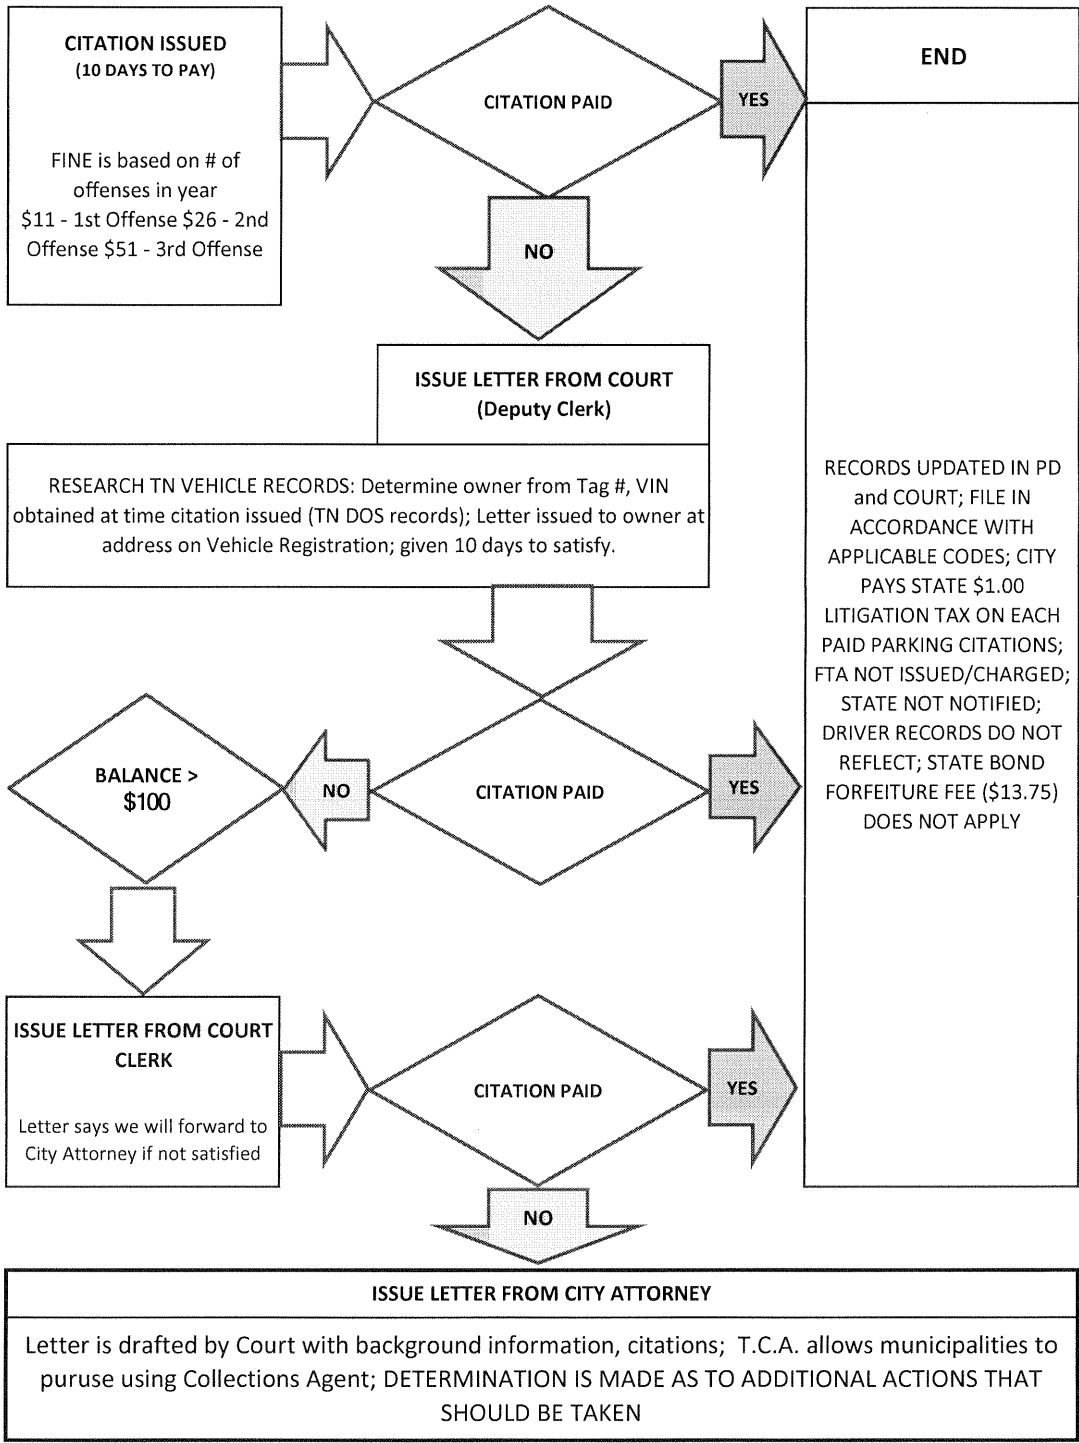 CITATION ISSUED
(10 DAYS TO PAY)
FINE is based on # of
offenses in year
$11 - 1st Offense $26 - 2nd
Offense $51 - 3rd Offense
CITATION PAID
YES
END
NO
ISSUE LETTER FROM COURT
(Deputy Clerk)
RESEARCH TN VEHICLE RECORDS: Determine owner from Tag #, VIN
obtained at time citation issued (TN DOS records); Letter issued to owner at
address on Vehicle Registration; given 10 days to satisfy.
RECORDS UPDATED IN PD
and COURT; FILE IN
ACCORDANCE WITH
APPLICABLE CODES; CITY
PAYS STATE $1.00
LITIGATION TAX ON EACH
PAID PARKING CITATIONS;
FTA NOT ISSUED/CHARGED;
STATE NOT NOTIFIED;
DRIVER RECORDS DO NOT
REFLECT; STATE BOND
FORFEITURE FEE ($13.75)
DOES NOT APPLY
BALANCE >
$100
NO
CITATION PAID
YES
ISSUE LETTER FROM COURT
CLERK
Letter says we will forward to
City Attorney if not satisfied
CITATION PAID
YES
NO
ISSUE LETTER FROM CITY ATTORNEY
Letter is drafted by Court with background information, citations; T.C.A. allows municipalities to
puruse using Collections Agent; DETERMINATION IS MADE AS TO ADDITIONAL ACTIONS THAT
SHOULD BE TAKEN